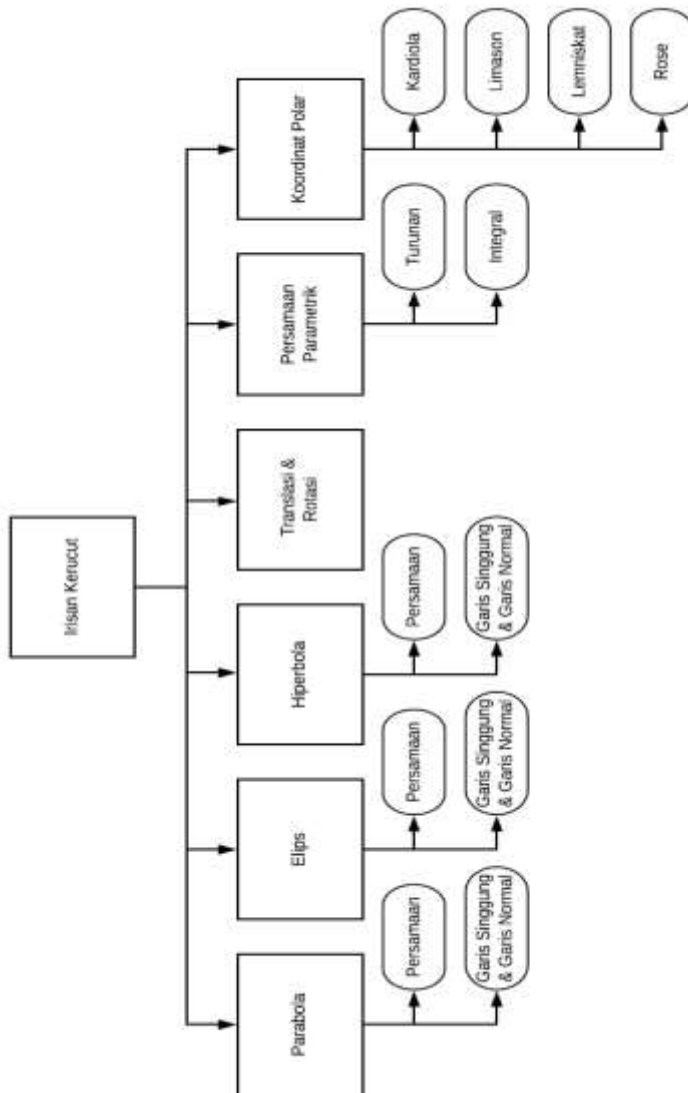 Irisan Kerucut
Parabola
Elips
Hiperbola
Translasi &
Rotasi
Persamaan
Parametrik
Koordinat Polar
Persamaan
Garis Singgung
& Garis Normal
Persamaan
Garis Singgung
& Garis Normal
Persamaan
Garis Singgung
& Garis Normal
Turunan
Integral
Kardiola
Limason
Lemniskat
Rose